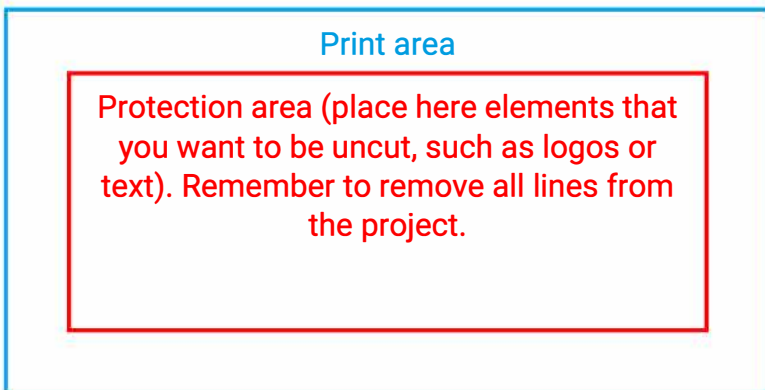 Print area
Protection area (place here elements that
you want to be uncut, such as logos or
text). Remember to remove all lines from
the project.